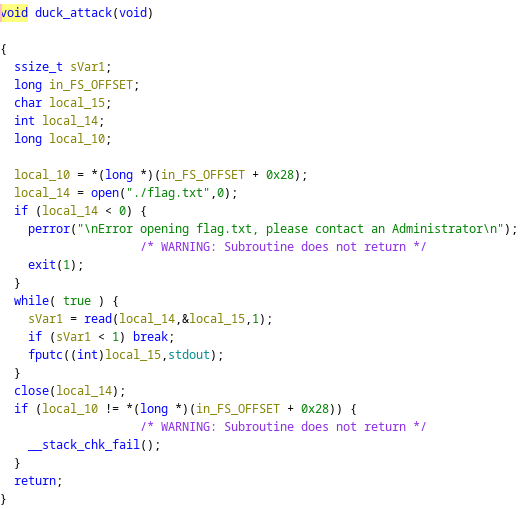 void duck_attack(void)
{
ssize_t sVar1;
long in_FS_OFFSET;
char local_15;
int local_14;
long local_10;
local_10 = *(long *)(in_FS_OFFSET + 0x28);
local_14 = open("./flag.txt",0);
if (local_14 < 0) {
perror("\nError opening flag.txt, please contact an Administrator\n");
/* WARNING: Subroutine does not return */
exit(1);
}
while( true ) {
sVar1 = read(local_14,&local_15,1);
if (sVar1 < 1) break;
fputc((int)local_15,stdout);
}
close(local_14);
if (local_10 != *(long *)(in_FS_OFFSET + 0x28)) {
/* WARNING: Subroutine does not return */
__stack_chk_fail();
}
return;
}